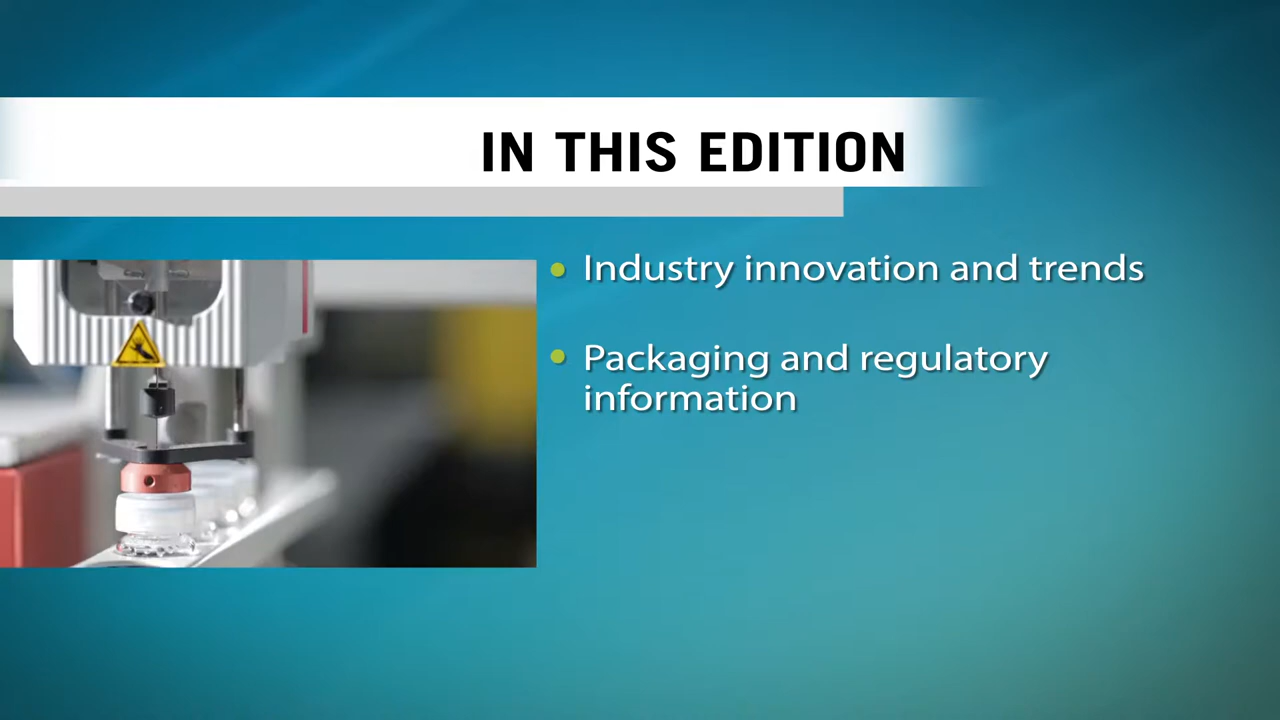 IN THIS EDITION
Industry innovation and trends
Packaging and regulatory
information